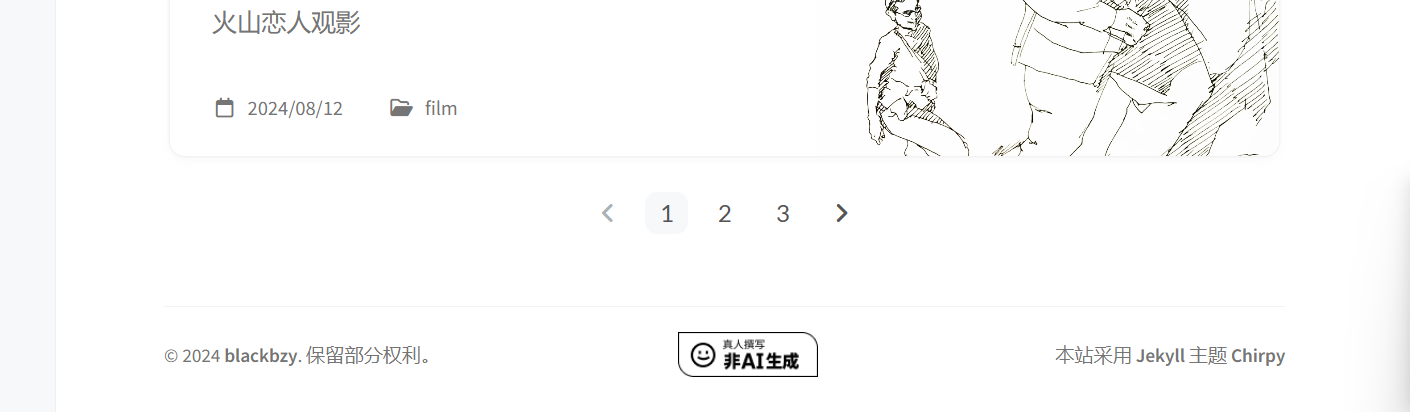 火山恋人观影
2024/08/12 film
1 2 3
© 2024 blackbzy. 保留部分权利。
真人撰写
非AI生成
本站采用 Jekyll 主题 Chirpy